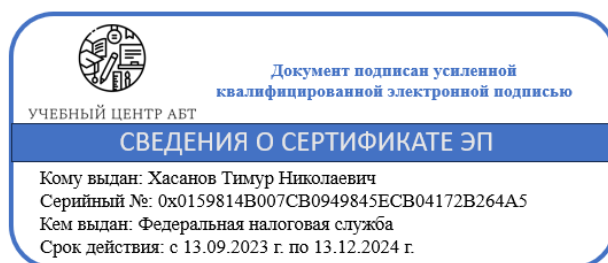 Документ подписан усиленной
квалифицированной электронной подписью
УЧЕБНЫЙ ЦЕНТР АБТ
СВЕДЕНИЯ О СЕРТИФИКАТЕ ЭП
Кому выдан: Хасанов Тимур Николаевич
Серийный №: 0x0159814B007CB0949845ECB04172B264A5
Кем выдан: Федеральная налоговая служба
Срок действия: с 13.09.2023 г. по 13.12.2024 г.